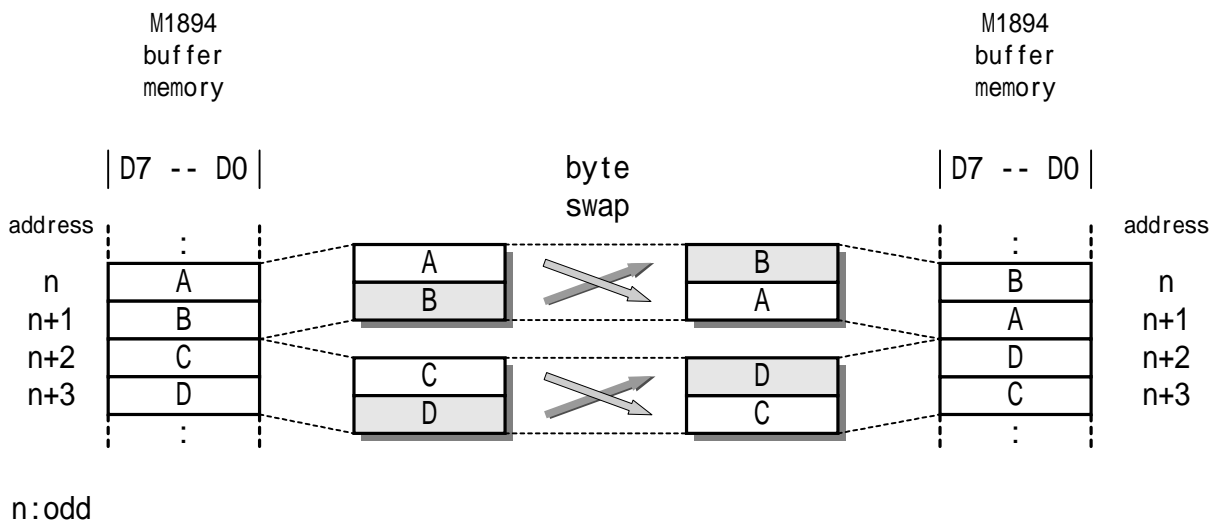 M1894
buffer
memory
M1894
buffer
memory
|D7 -- D0|
byte
swap
|D7 -- D0|
address
address
:
:
n
A
A
B
B
n
n+1
B
B
A
A
n+1
n+2
C
C
D
D
n+2
n+3
D
D
C
C
n+3
:
:
n:odd